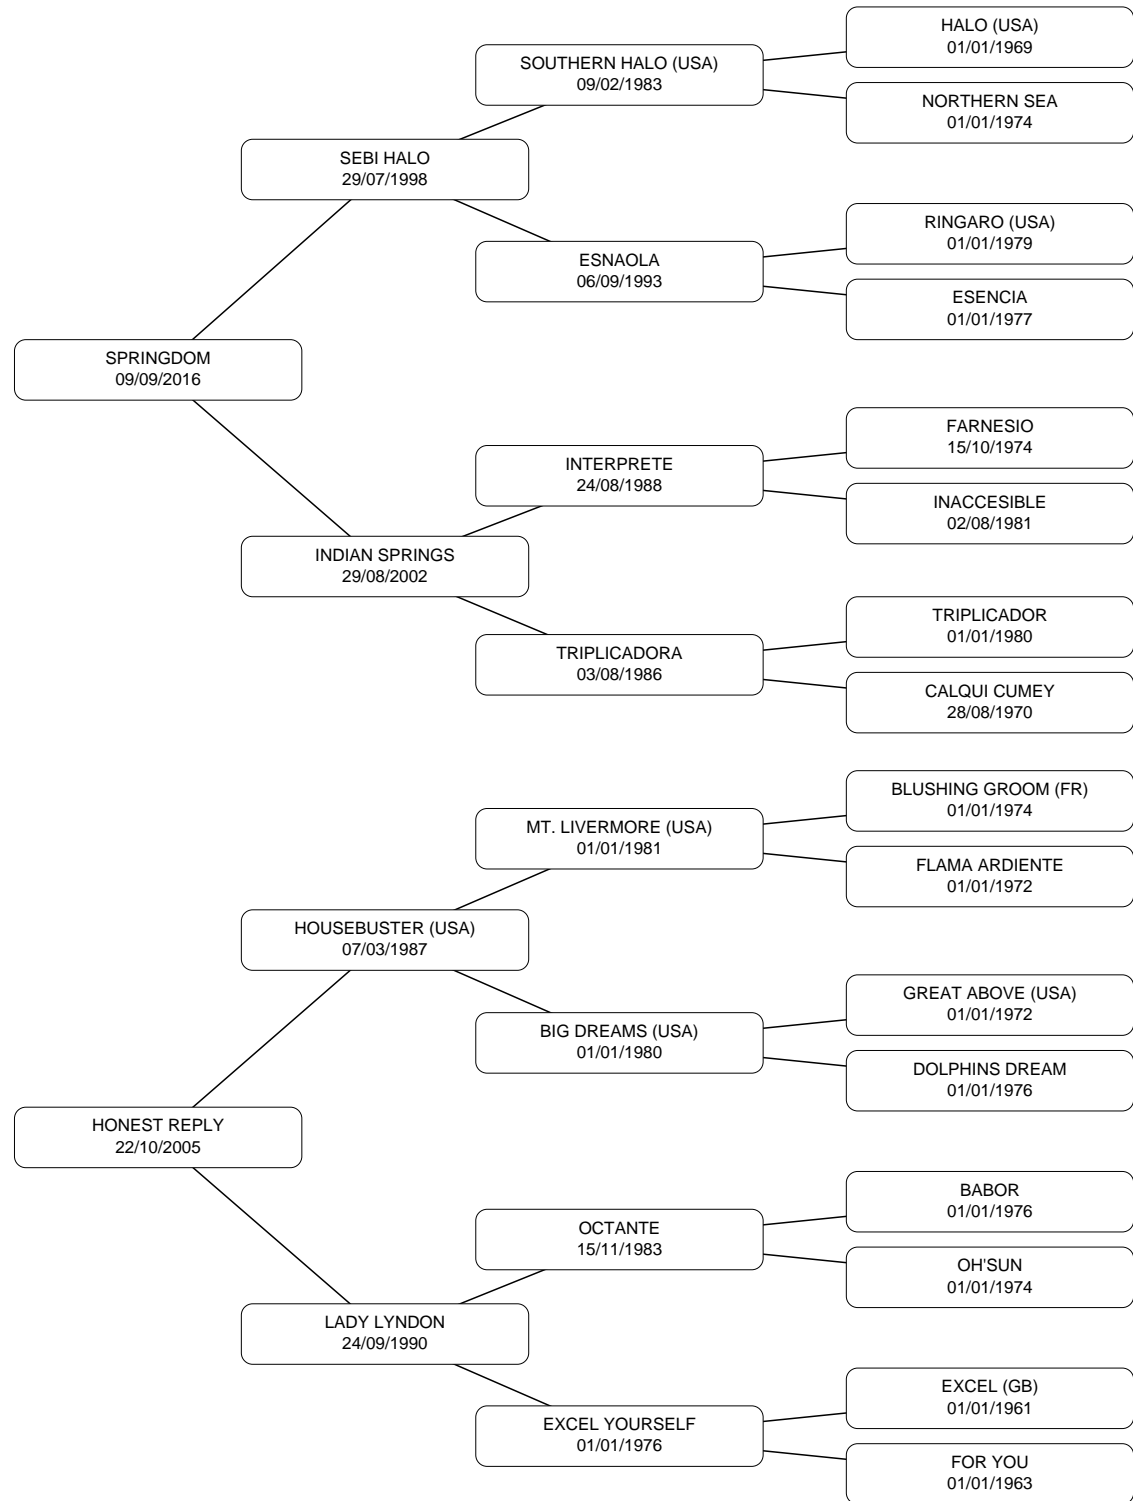 HALO (USA)
01/01/1969
SOUTHERN HALO (USA)
09/02/1983
NORTHERN SEA
01/01/1974
SEBI HALO
29/07/1998
RINGARO (USA)
01/01/1979
ESNAOLA
06/09/1993
ESENCIA
01/01/1977
SPRINGDOM
09/09/2016
FARNESIO
15/10/1974
INTERPRETE
24/08/1988
INACCESIBLE
02/08/1981
INDIAN SPRINGS
29/08/2002
TRIPLICADOR
01/01/1980
TRIPLICADORA
03/08/1986
CALQUI CUMEY
28/08/1970
BLUSHING GROOM (FR)
01/01/1974
MT. LIVERMORE (USA)
01/01/1981
FLAMA ARDIENTE
01/01/1972
HOUSEBUSTER (USA)
07/03/1987
GREAT ABOVE (USA)
01/01/1972
BIG DREAMS (USA)
01/01/1980
DOLPHINS DREAM
01/01/1976
HONEST REPLY
22/10/2005
BABOR
01/01/1976
OCTANTE
15/11/1983
OH'SUN
01/01/1974
LADY LYNDON
24/09/1990
EXCEL (GB)
01/01/1961
EXCEL YOURSELF
01/01/1976
FOR YOU
01/01/1963